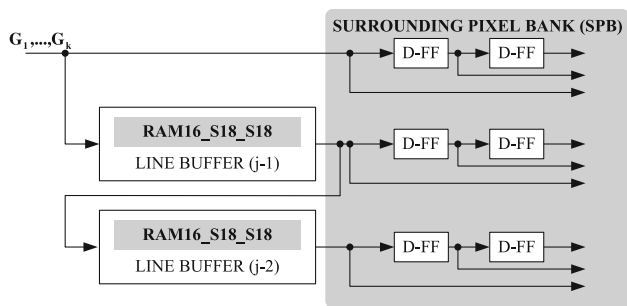 SURROUNDING PIXEL BANK (SPB)
G1,...,Gk
D-FF D-FF
RAM16_S18_S18
LINE BUFFER (j-1)
D-FF D-FF
RAM16_S18_S18
LINE BUFFER (j-2)
D-FF D-FF